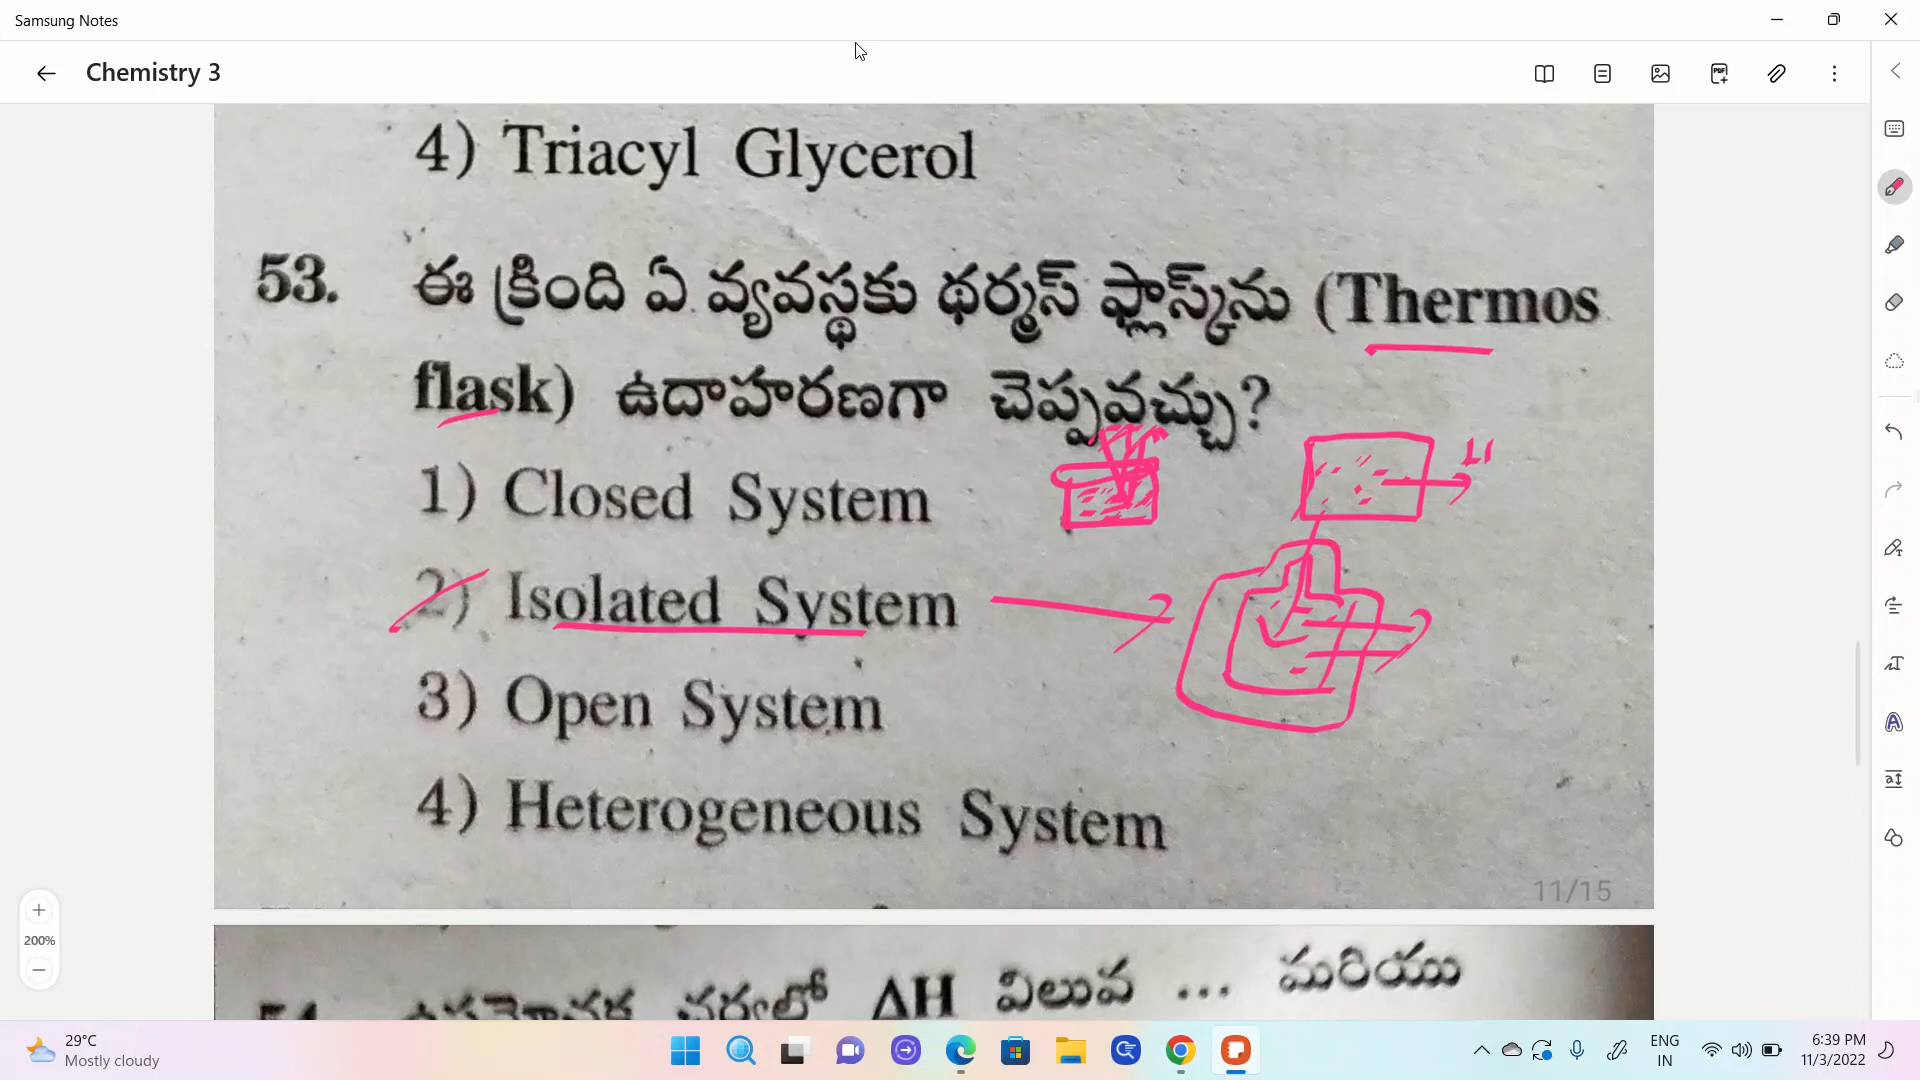 Samsung Notes
Chemistry 3
4) Triacyl Glycerol
53. ఈ క్రింది ఏ వ్యవస్థకు థర్మస్ ఫ్లాస్క్‌ను (Thermos
flask) ఉదాహరణగా చెప్పవచ్చు?
1) Closed System
2) Isolated System
3) Open System
4) Heterogeneous System
11/15
200%
ΔH విలువ ... మరియు
29°C
Mostly cloudy
ENG
IN
6:39 PM
11/3/2022